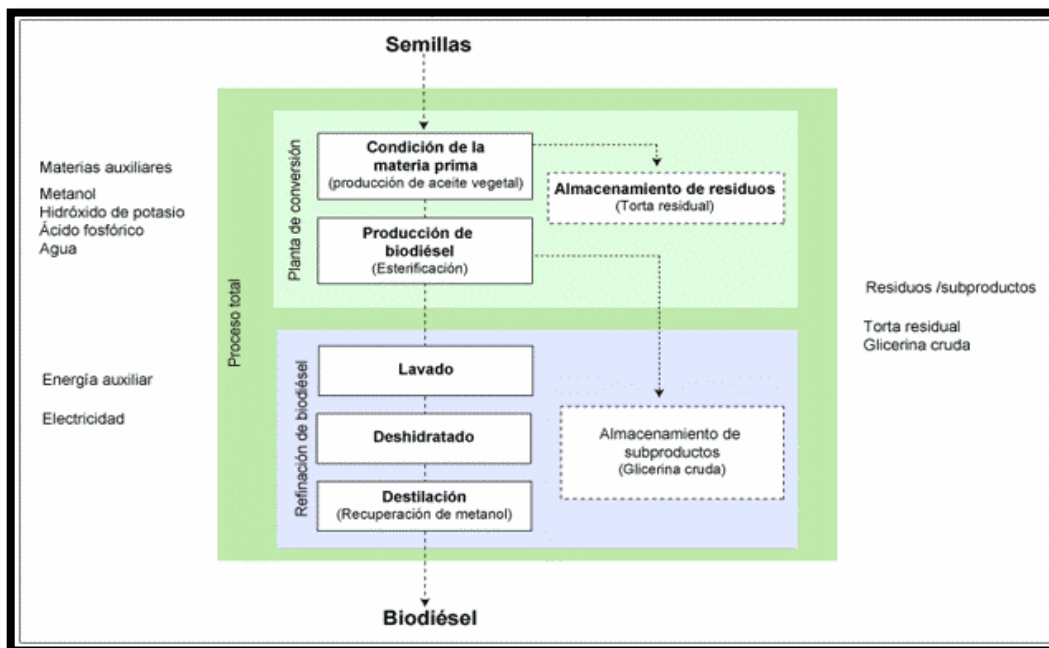 Semillas
Materias auxiliares
Metanol
Hidróxido de potasio
Ácido fosfórico
Agua
Energía auxiliar
Electricidad
Proceso total
Planta de conversión
Condición de la
materia prima
(producción de aceite vegetal)
Almacenamiento de residuos
(Torta residual)
Producción de
biodiésel
(Esterificación)
Refinación de biodiésel
Lavado
Deshidratado
Destilación
(Recuperación de metanol)
Almacenamiento de
subproductos
(Glicerina cruda)
Residuos /subproductos
Torta residual
Glicerina cruda
Biodiésel